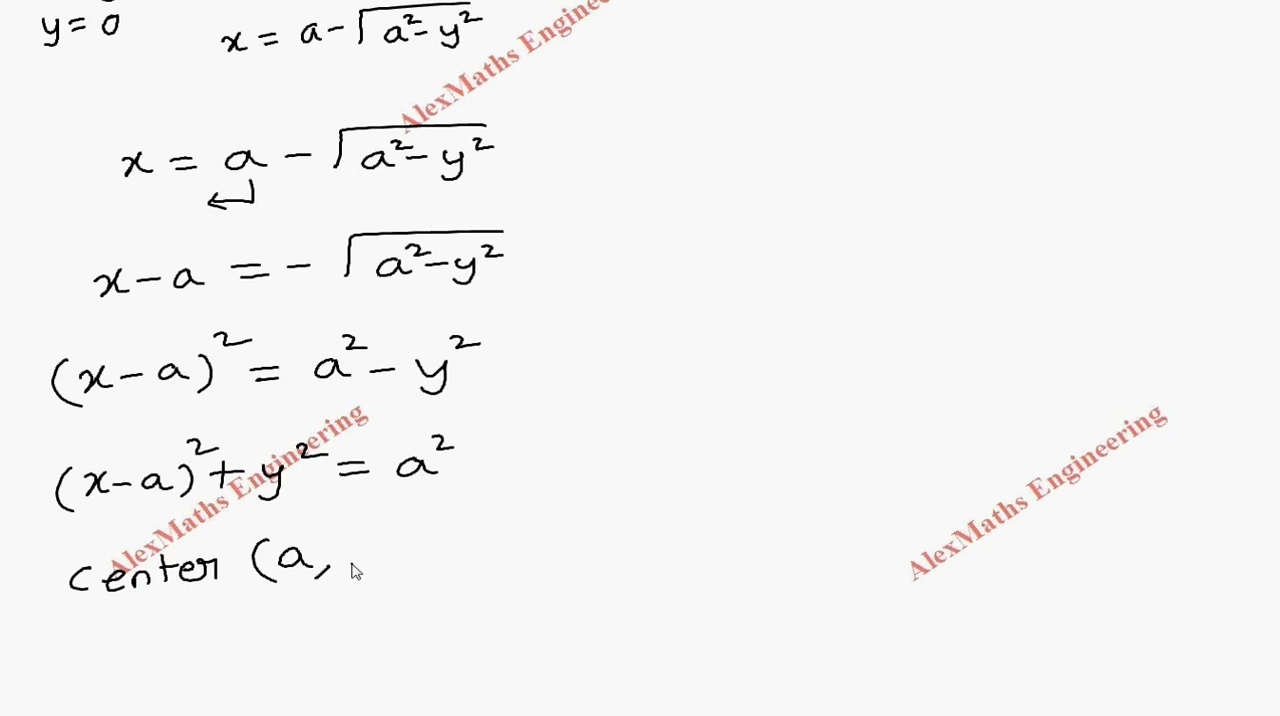 y = 0 x = a - √a² - y²
x = a - √a² - y²
x - a = - √a² - y²
(x - a)² = a² - y²
(x - a)² + y² = a²
center (a,
AlexMaths Engineering
AlexMaths Engineering
AlexMaths Engineering